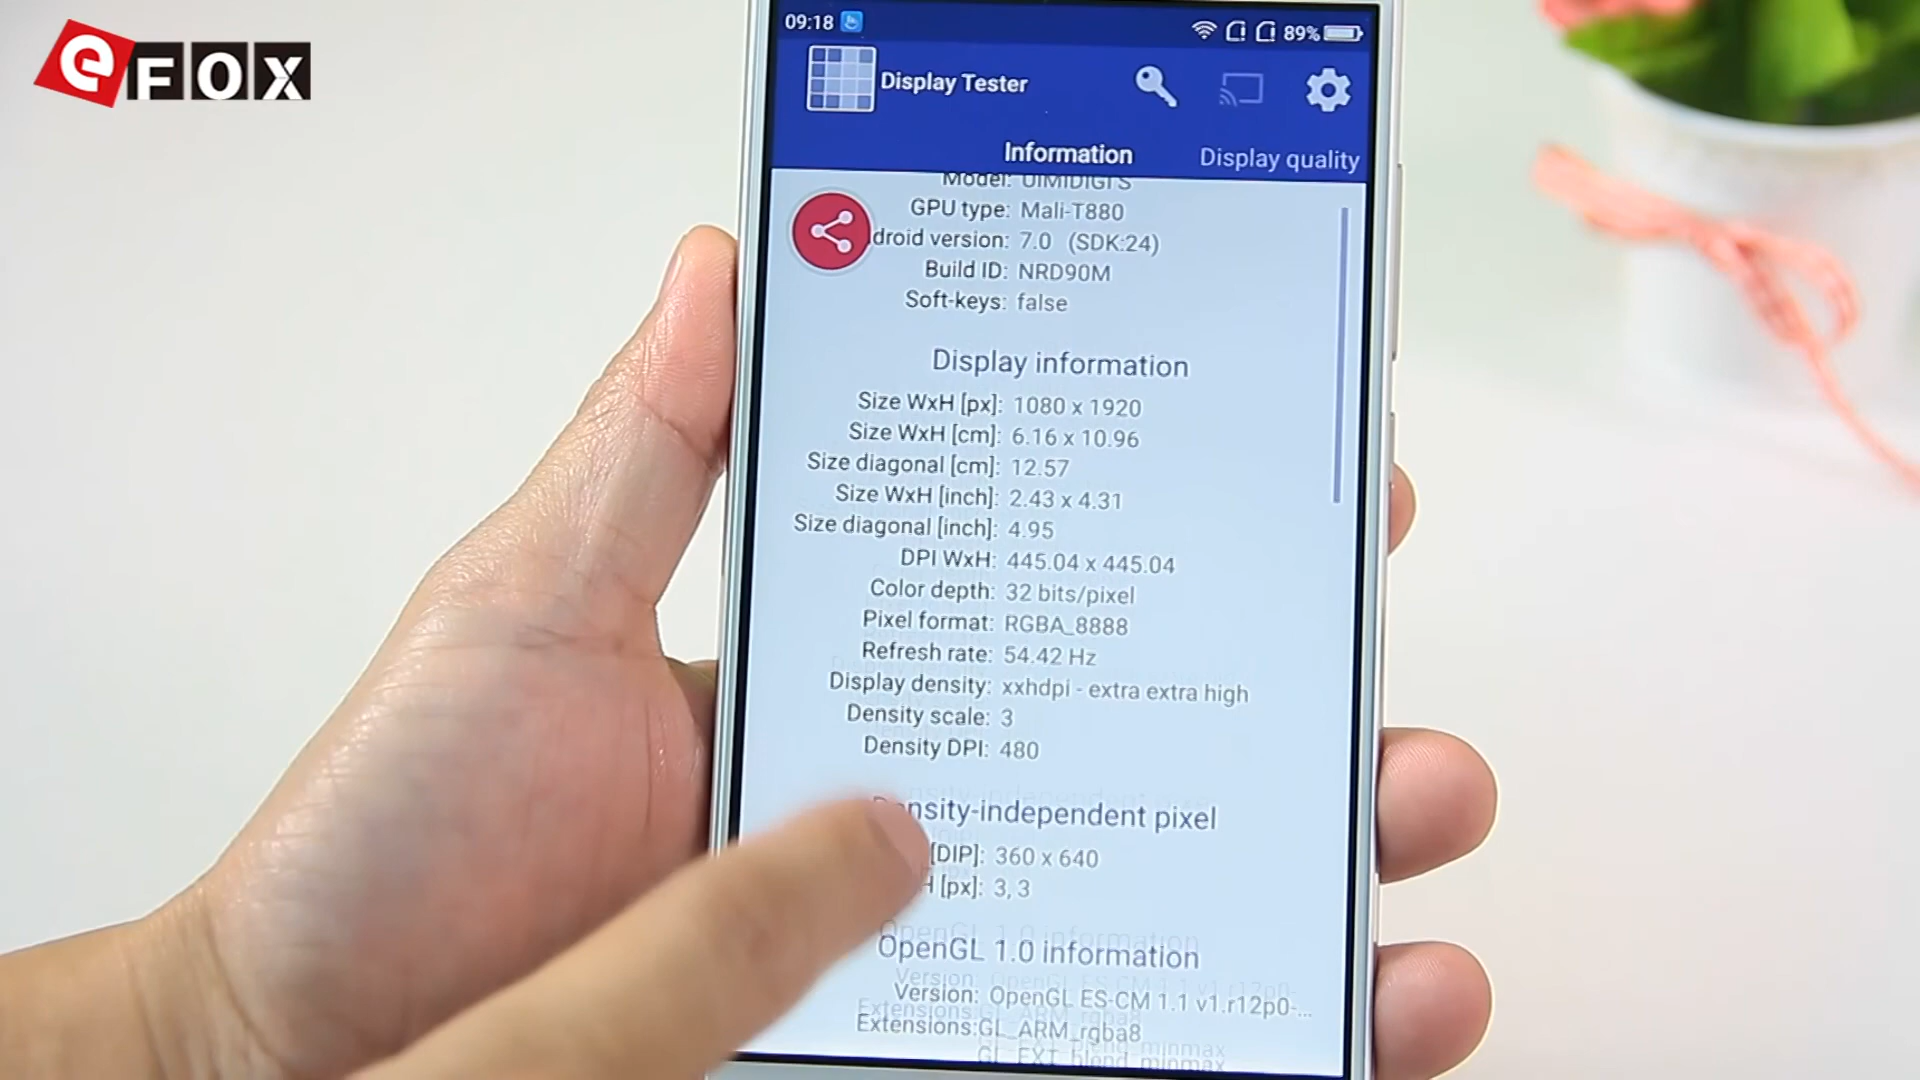 eFOX
09:18
89%
Display Tester
Information
Display quality
Model: UIMIDIGI S
GPU type: Mali-T880
droid version: 7.0 (SDK:24)
Build ID: NRD90M
Soft-keys: false
Display information
Size WxH [px]: 1080 x 1920
Size WxH [cm]: 6.16 x 10.96
Size diagonal [cm]: 12.57
Size WxH [inch]: 2.43 x 4.31
Size diagonal [inch]: 4.95
DPI WxH: 445.04 x 445.04
Color depth: 32 bits/pixel
Pixel format: RGBA_8888
Refresh rate: 54.42 Hz
Display density: xxhdpi - extra extra high
Density scale: 3
Density DPI: 480
Density-independent pixel
[DIP]: 360 x 640
H [px]: 3, 3
OpenGL 1.0 information
Version: OpenGL ES-CM 1.1 v1.r12p0-...
Extensions:GL_ARM_rgba8
GL_EXT_blend_minmax